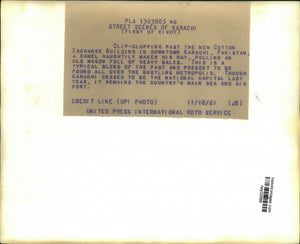 PLA 1303805 HD
STREET SCENES OF KARACHI
(PART OF EIGHT)
CLIP-CLOPPING PAST THE NEW COTTON
EXCHANGE BUILDING IN DOWNTOWN KARACHI, PAKISTAN,
A CAMEL HAUGHTILY WENDS HIS WAY, PULLING AN
OLD WAGON FULL OF HEAVY BALES. THIS IS A
TYPICAL BLEND OF THE PAST AND PRESENT TO BE
FOUND ALL OVER THE BUSTLING METROPOLIS. THOUGH
KARACHI CEASED TO BE THE NATIONAL CAPITAL LAST
YEAR, IT REMAINS THE COUNTRY'S MAIN SEA AND AIR
PORT.
CREDIT LINE (UPI PHOTO) 11/18/61 (JB)
UNITED PRESS INTERNATIONAL ROTO SERVICE